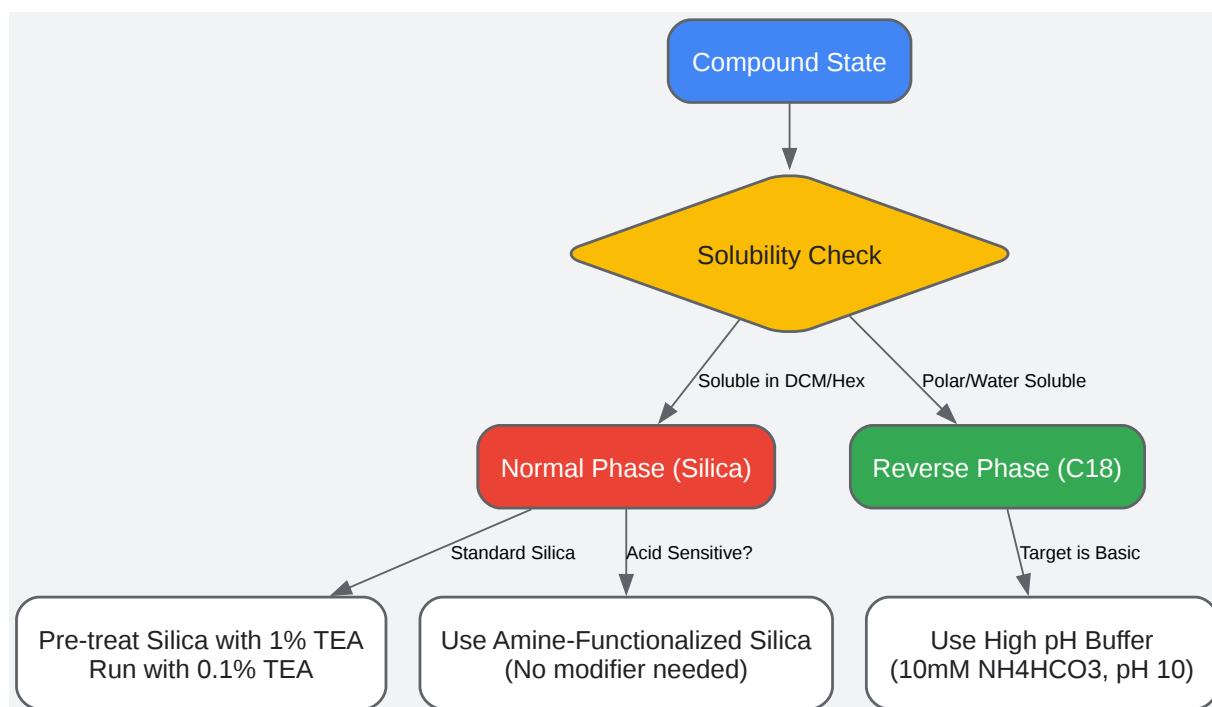 Compound State
Solubility Check
Soluble in DCM/Hex
Polar/Water Soluble
Normal Phase (Silica)
Reverse Phase (C18)
Standard Silica
Acid Sensitive?
Target is Basic
Pre-treat Silica with 1% TEA
Run with 0.1% TEA
Use Amine-Functionalized Silica
(No modifier needed)
Use High pH Buffer
(10mM NH4HCO3, pH 10)